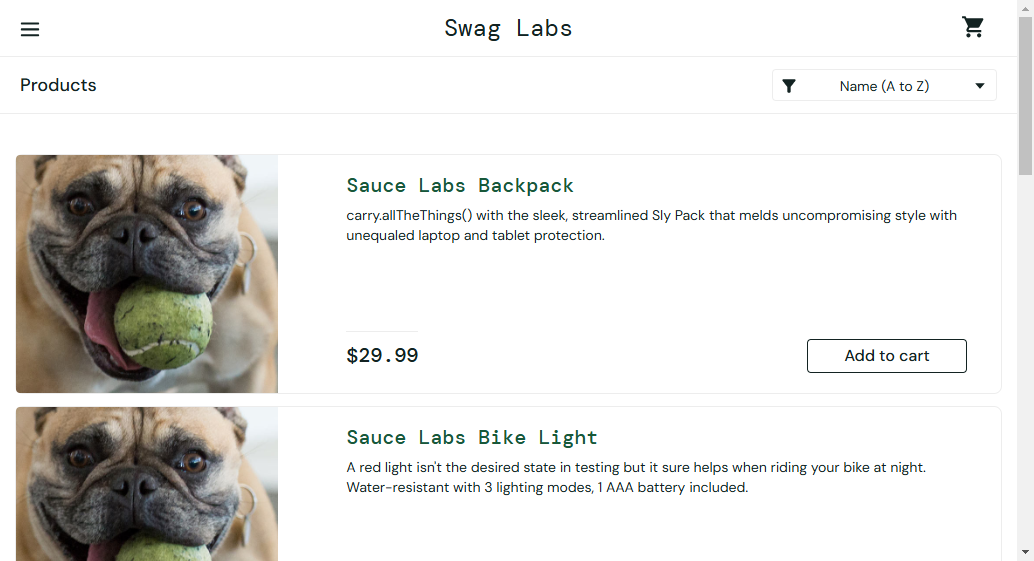 Swag Labs
Products
Name (A to Z)
Sauce Labs Backpack
carry.allTheThings() with the sleek, streamlined Sly Pack that melds uncompromising style with
unequaled laptop and tablet protection.
$29.99
Add to cart
Sauce Labs Bike Light
A red light isn't the desired state in testing but it sure helps when riding your bike at night.
Water-resistant with 3 lighting modes, 1 AAA battery included.